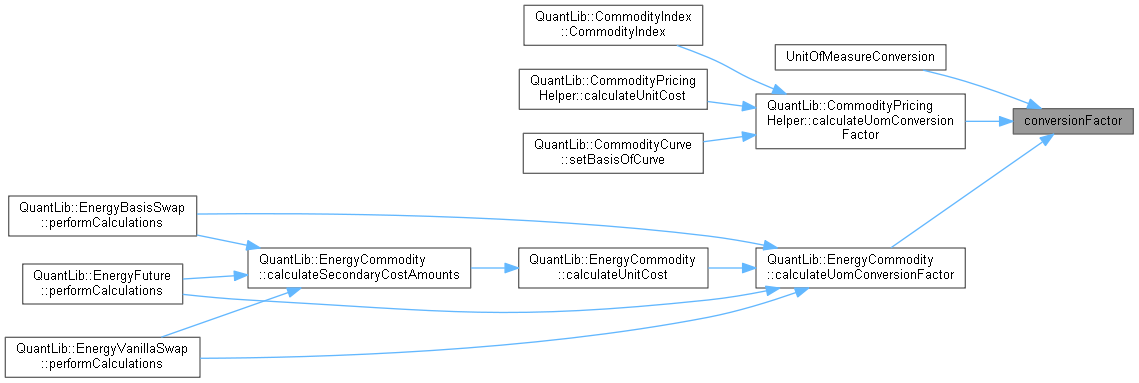 QuantLib::CommodityIndex
::CommodityIndex
UnitOfMeasureConversion
QuantLib::CommodityPricing
Helper::calculateUnitCost
QuantLib::CommodityPricing
Helper::calculateUomConversion
Factor
conversionFactor
QuantLib::CommodityCurve
::setBasisOfCurve
QuantLib::EnergyBasisSwap
::performCalculations
QuantLib::EnergyCommodity
::calculateSecondaryCostAmounts
QuantLib::EnergyCommodity
::calculateUnitCost
QuantLib::EnergyCommodity
::calculateUomConversionFactor
QuantLib::EnergyFuture
::performCalculations
QuantLib::EnergyVanillaSwap
::performCalculations